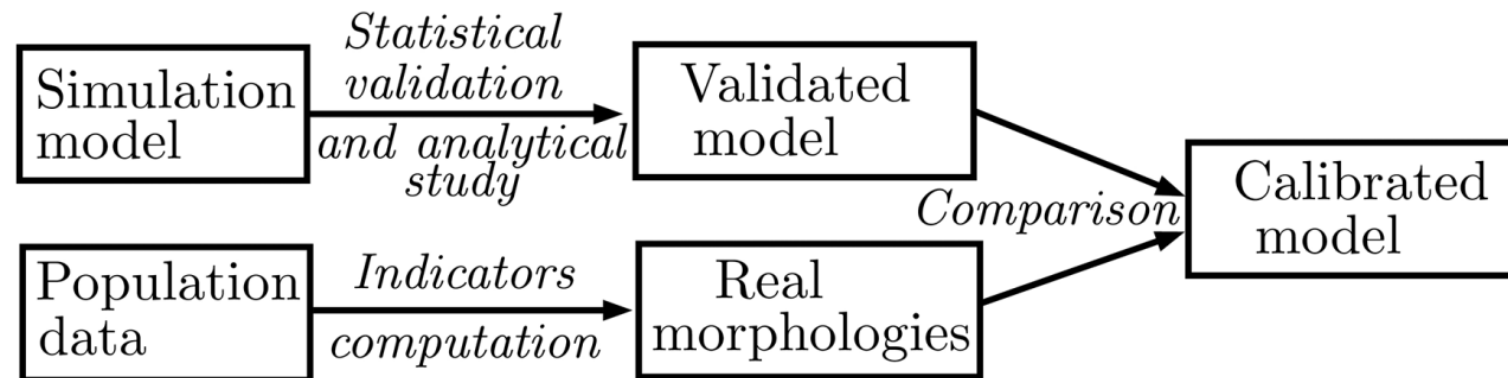 Simulation
model
Statistical
validation
and analytical
study
Validated
model
Population
data
Indicators
computation
Real
morphologies
Comparison
Calibrated
model